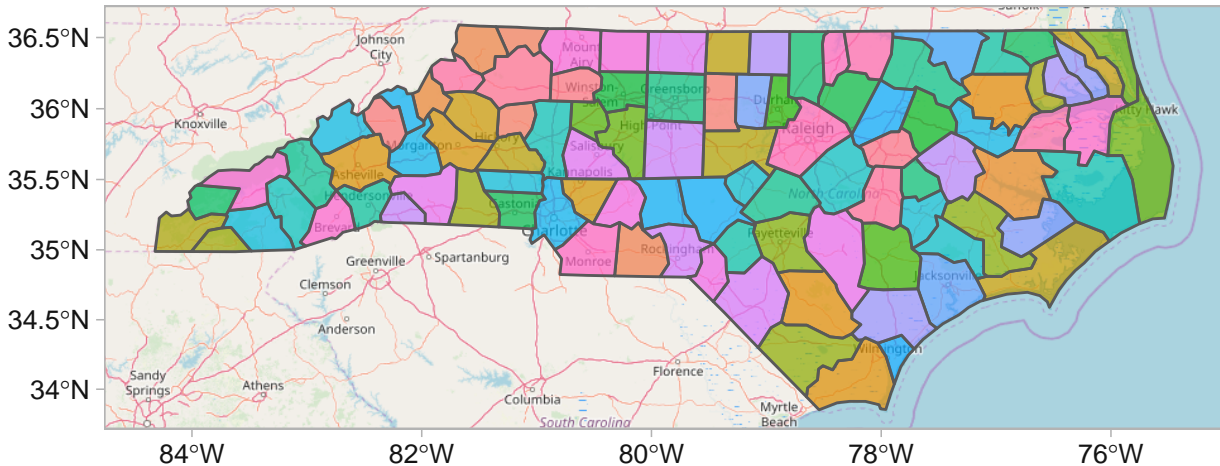 36.5°N
36°N
35.5°N
35°N
34.5°N
34°N
Johnson
City
Knoxville
Mount
Airy
Winston-
Salem
Greensboro
Durham
High Point
Raleigh
Kitty Hawk
Hickory
Morganton
Salisbury
Asheville
Kannapolis
Hendersonville
Gastonia
North Carolina
Brevard
Charlotte
Fayetteville
Rockingham
Monroe
Greenville
Spartanburg
Clemson
Jacksonville
Anderson
Wilmington
Sandy
Springs
Athens
Florence
Columbia
Myrtle
Beach
South Carolina
84°W
82°W
80°W
78°W
76°W